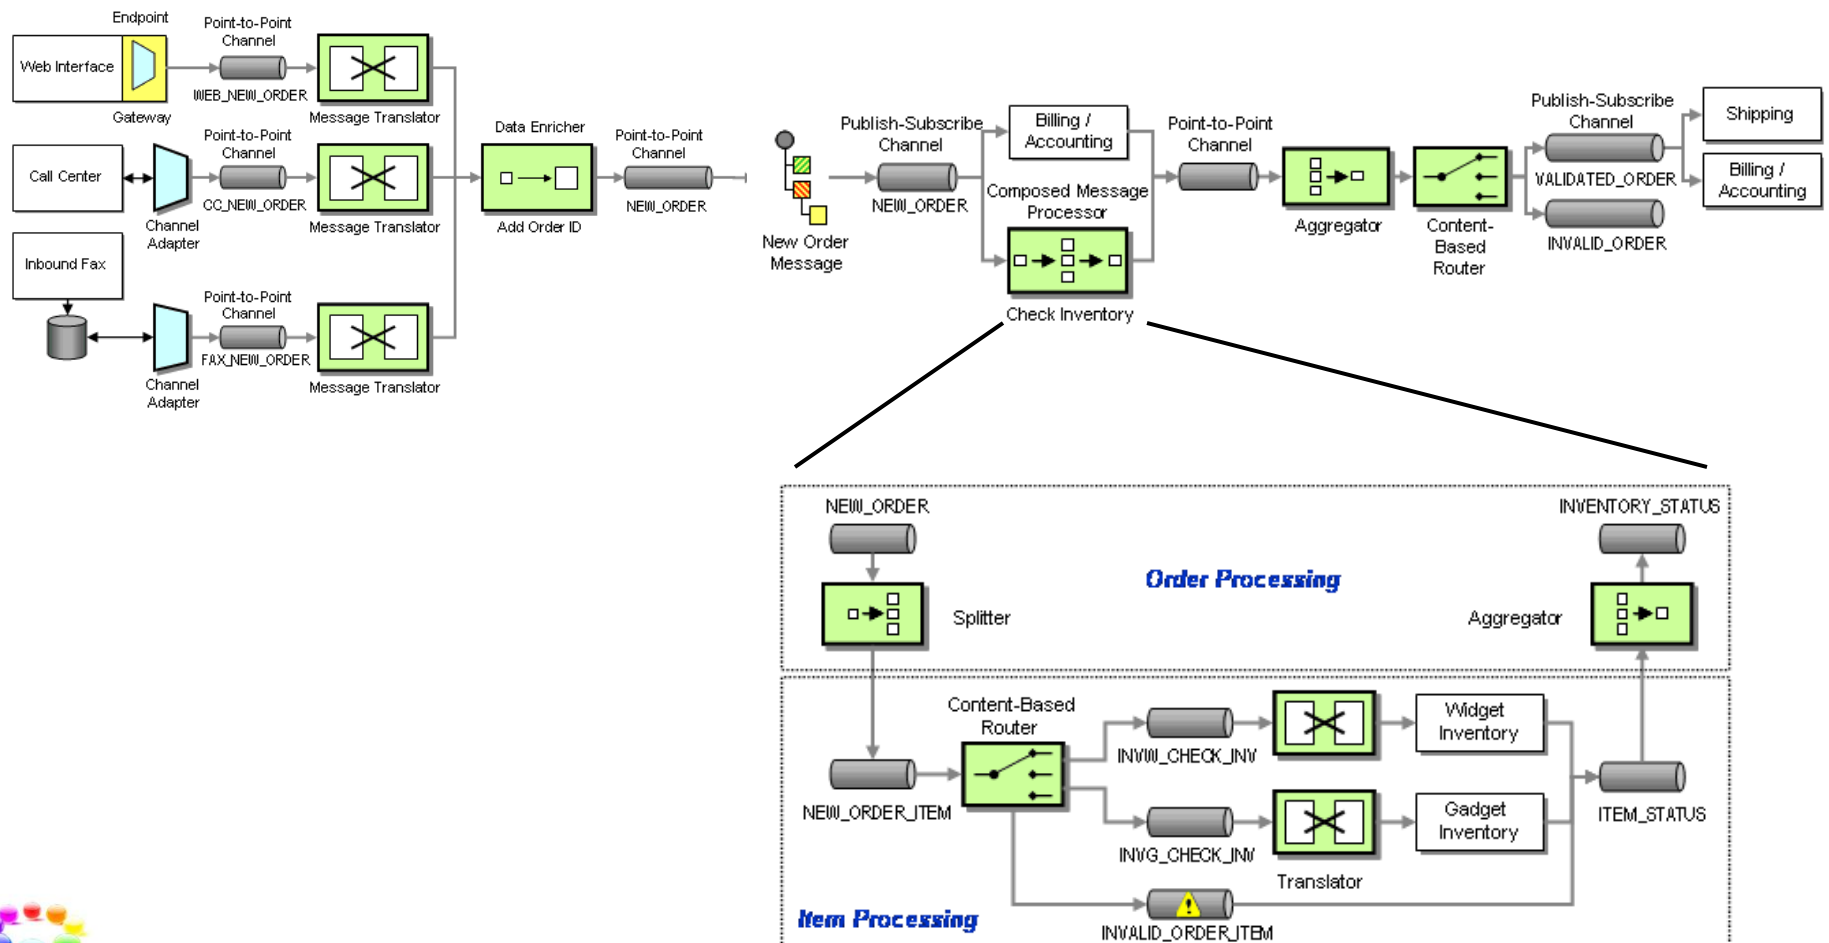 Endpoint
Point-to-Point
Channel
Web Interface
WEB_NEW_ORDER
Gateway
Message Translator
Point-to-Point
Channel
Call Center
CC_NEW_ORDER
Channel
Adapter
Message Translator
Inbound Fax
Point-to-Point
Channel
FAX_NEW_ORDER
Channel
Adapter
Message Translator
Data Enricher
Add Order ID
Point-to-Point
Channel
NEW_ORDER
New Order
Message
Publish-Subscribe
Channel
NEW_ORDER
Billing /
Accounting
Composed Message
Processor
Check Inventory
Point-to-Point
Channel
Aggregator
Content-
Based
Router
Publish-Subscribe
Channel
VALIDATED_ORDER
INVALID_ORDER
Shipping
Billing /
Accounting
NEW_ORDER
INVENTORY_STATUS
Order Processing
Splitter
Aggregator
Content-Based
Router
NEW_ORDER_ITEM
INVW_CHECK_INV
Widget
Inventory
INVG_CHECK_INV
Gadget
Inventory
ITEM_STATUS
Translator
Item Processing
INVALID_ORDER_ITEM